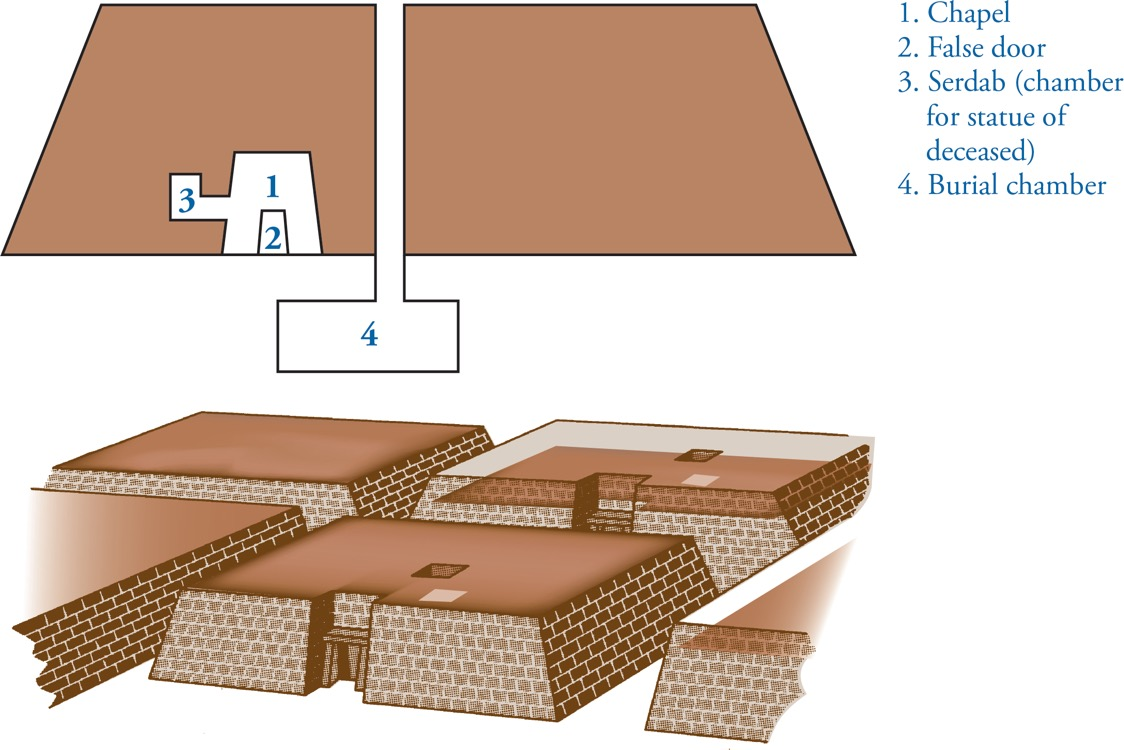 1. Chapel
2. False door
3. Serdab (chamber
for statue of
deceased)
4. Burial chamber
1
3
2
4